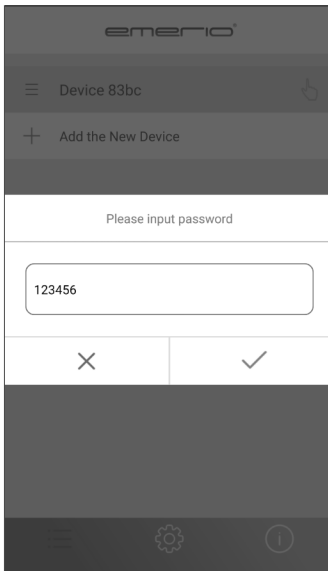 emerio
Device 83bc
Add the New Device
Please input password
123456